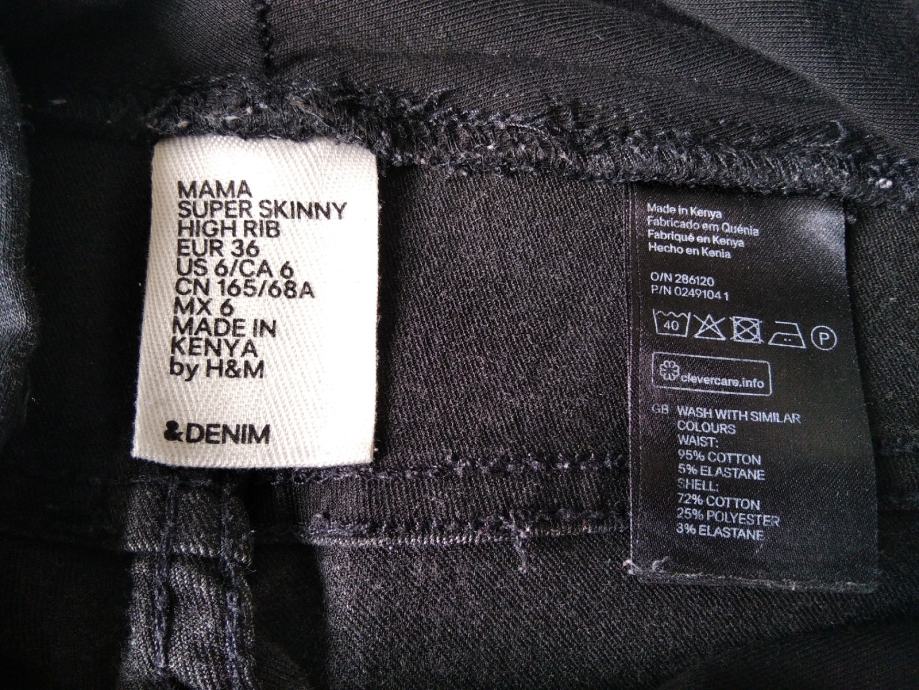 MAMA
SUPER SKINNY
HIGH RIB
EUR 36
US 6/CA 6
CN 165/68A
MX 6
MADE IN
KENYA
by H&M
&DENIM
Made in Kenya
Fabricado em Quénia
Fabriqué en Kenya
Hecho en Kenia
O/N 286120
P/N 0249104 1
40
P
clevercare.info
GB WASH WITH SIMILAR
COLOURS
WAIST:
95% COTTON
5% ELASTANE
SHELL:
72% COTTON
25% POLYESTER
3% ELASTANE